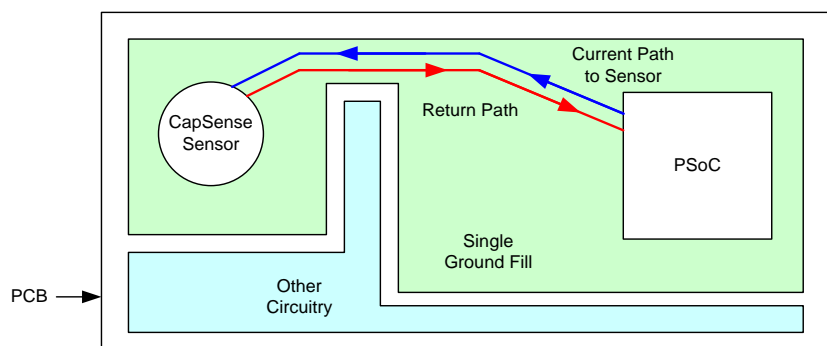 Current Path
to Sensor
CapSense
Sensor
Return Path
PSoC
Single
Ground Fill
Other
Circuitry
PCB